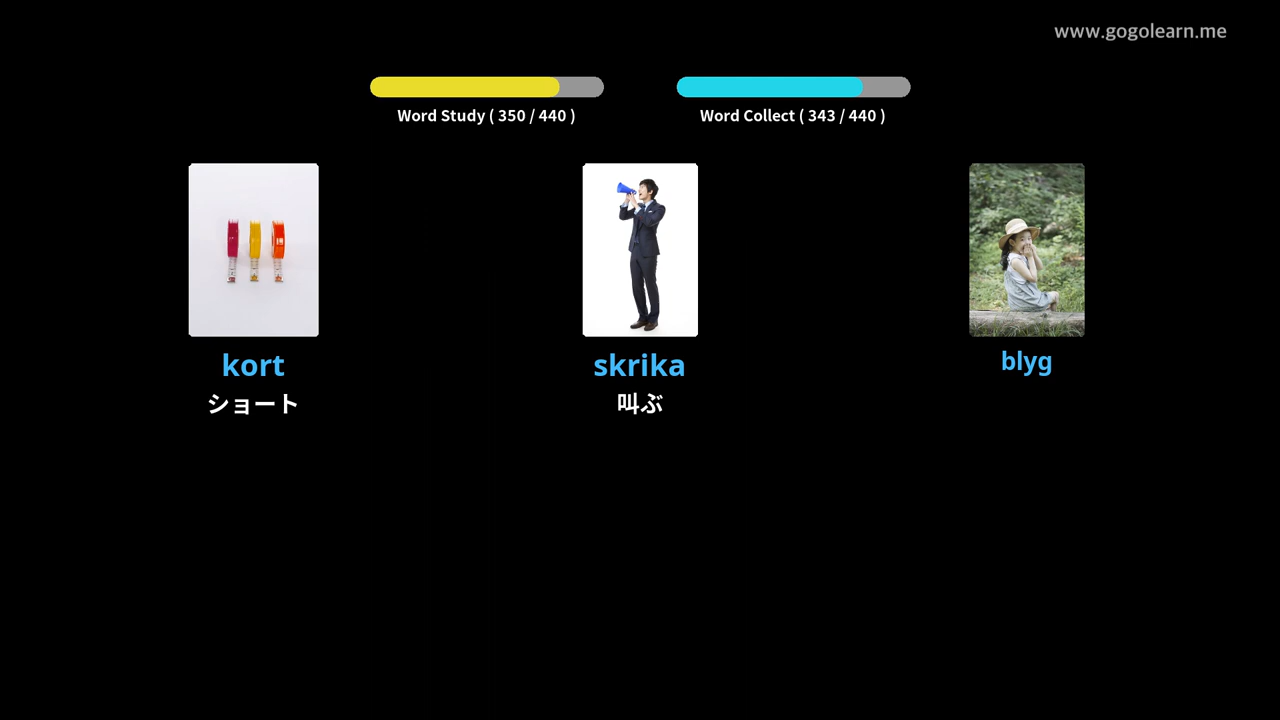 www.gogolearn.me
Word Study ( 350 / 440 )
Word Collect ( 343 / 440 )
kort
skrika
blyg
ショート
叫ぶ